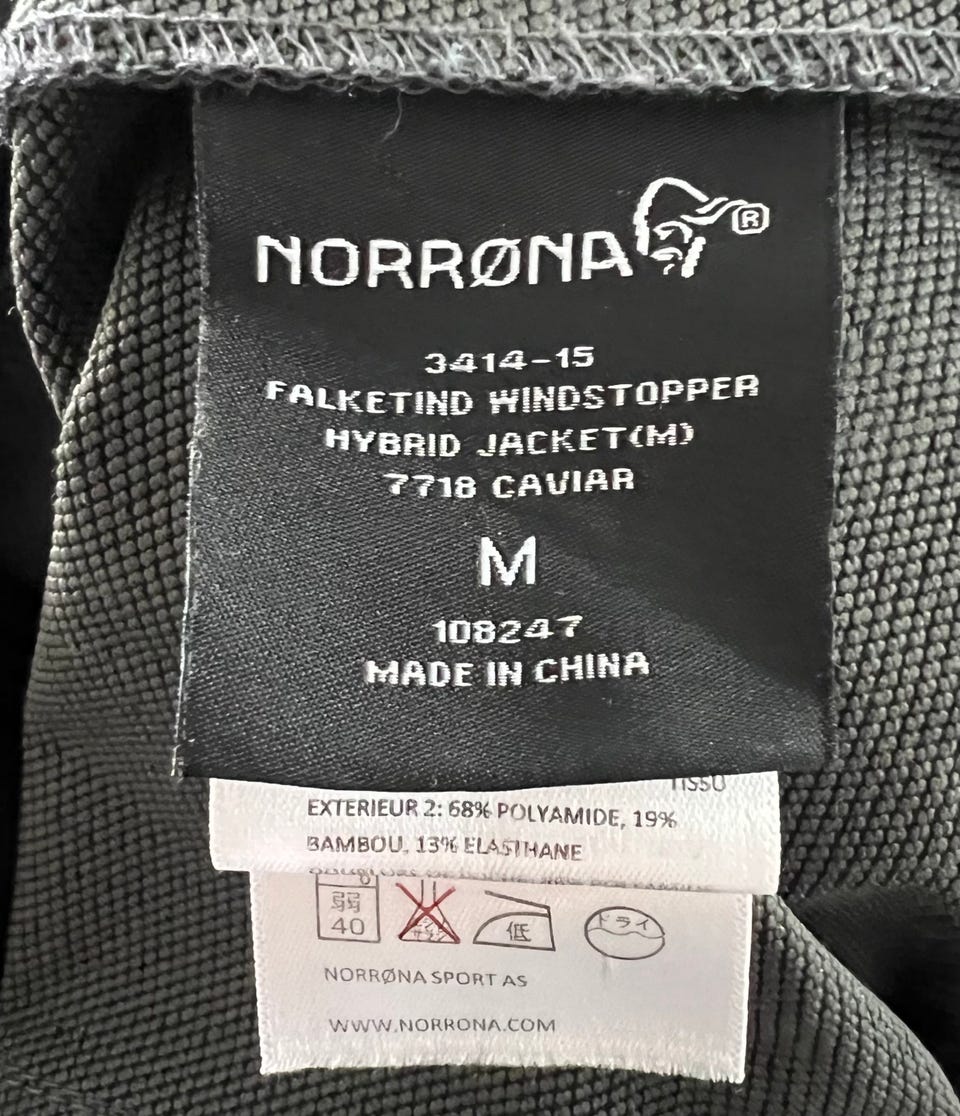 NORRØNA®
3414-15
FALKETIND WINDSTOPPER
HYBRID JACKET(M)
7718 CAVIAR
M
108247
MADE IN CHINA
TISSU
EXTERIEUR 2: 68% POLYAMIDE, 19%
BAMBOU, 13% ELASTHANE
弱 低 ドライ
40
NORRØNA SPORT AS
WWW.NORRONA.COM